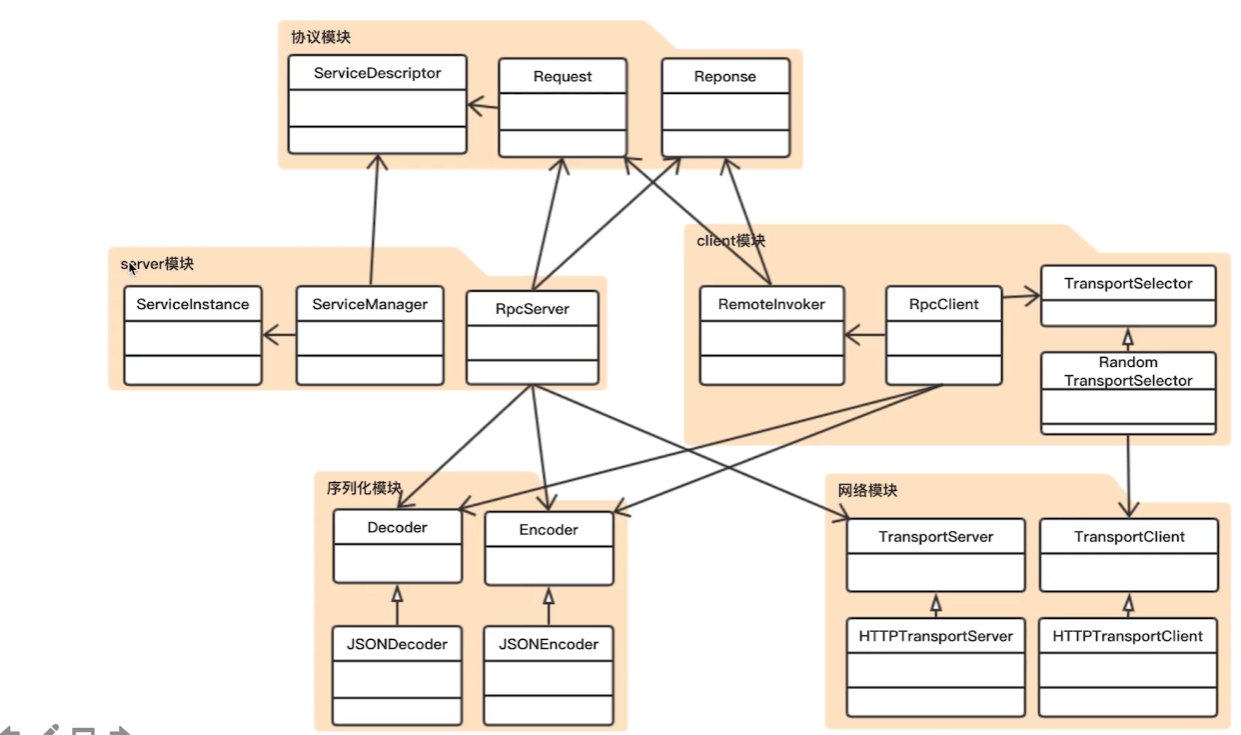 协议模块
ServiceDescriptor
Request
Reponse
server模块
ServiceInstance
ServiceManager
RpcServer
client模块
RemoteInvoker
RpcClient
TransportSelector
Random
TransportSelector
序列化模块
Decoder
Encoder
JSONDecoder
JSONEncoder
网络模块
TransportServer
TransportClient
HTTPTransportServer
HTTPTransportClient